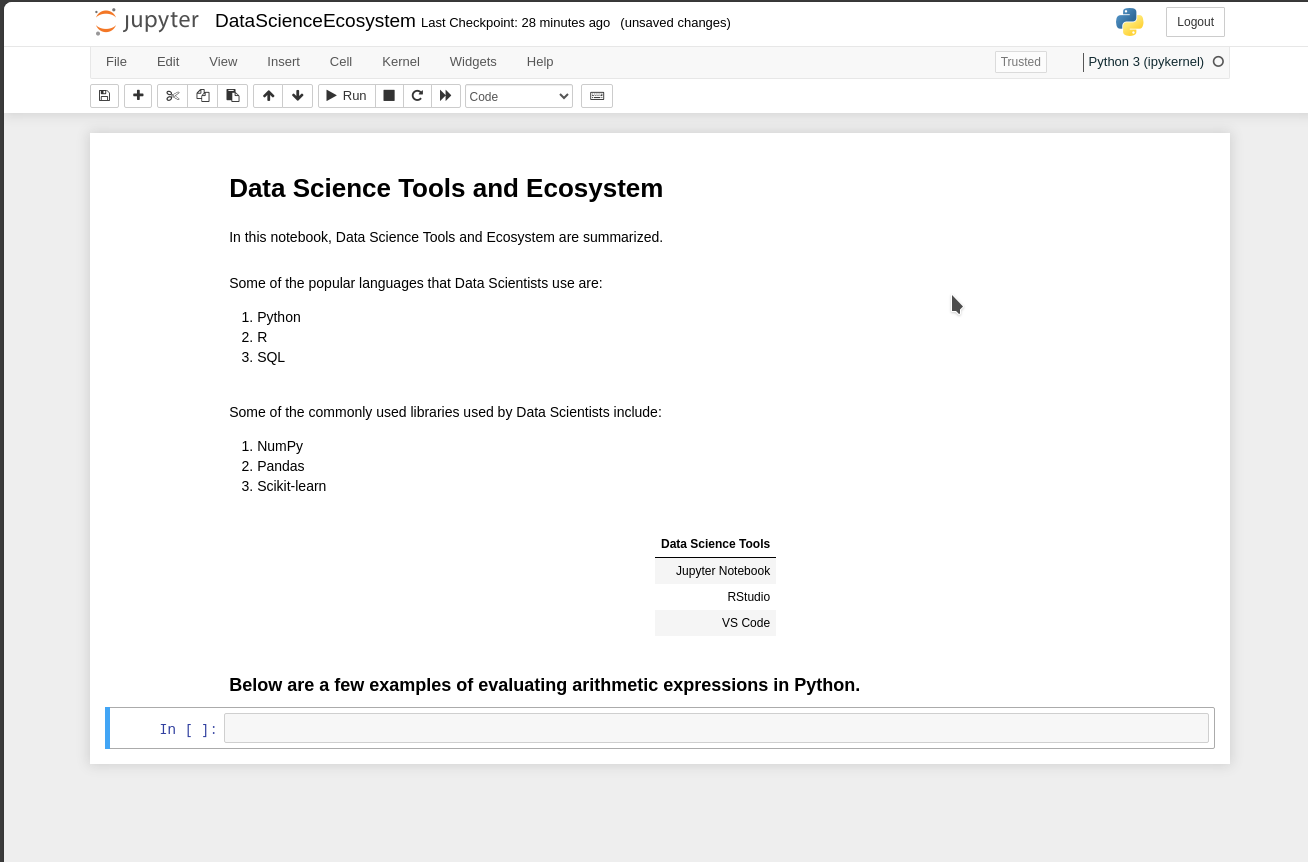 jupyter DataScienceEcosystem Last Checkpoint: 28 minutes ago (unsaved changes) Logout
File Edit View Insert Cell Kernel Widgets Help Trusted Python 3 (ipykernel)
Run Code
Data Science Tools and Ecosystem
In this notebook, Data Science Tools and Ecosystem are summarized.
Some of the popular languages that Data Scientists use are:
1. Python
2. R
3. SQL
Some of the commonly used libraries used by Data Scientists include:
1. NumPy
2. Pandas
3. Scikit-learn
Data Science Tools
Jupyter Notebook
RStudio
VS Code
Below are a few examples of evaluating arithmetic expressions in Python.
In [ ]: